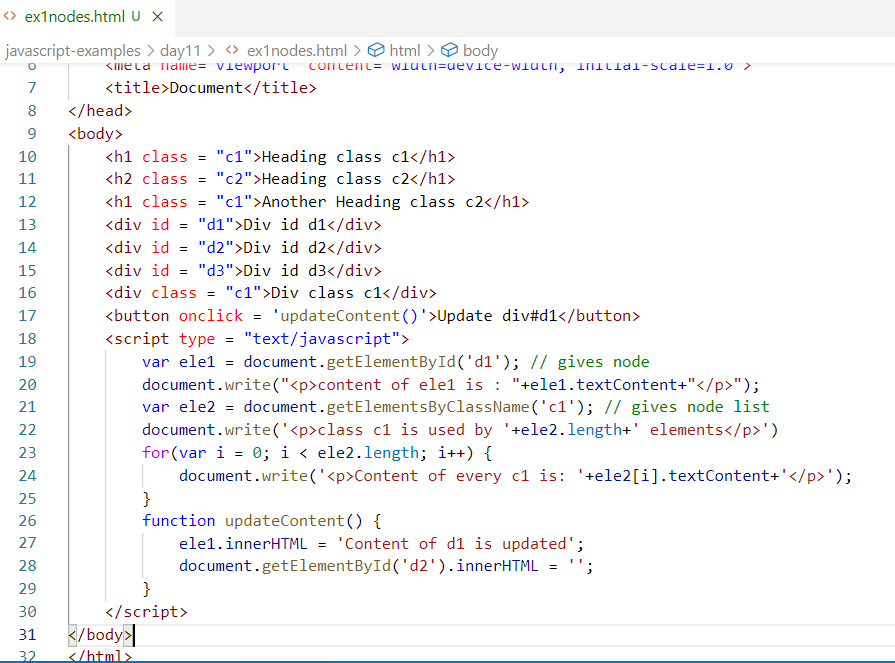 <> ex1nodes.html U ×
javascript-examples > day11 > <> ex1nodes.html > html > body
6 <meta name="viewport" content="width=device-width, initial-scale=1.0">
7 <title>Document</title>
8 </head>
9 <body>
10 <h1 class = "c1">Heading class c1</h1>
11 <h2 class = "c2">Heading class c2</h1>
12 <h1 class = "c1">Another Heading class c2</h1>
13 <div id = "d1">Div id d1</div>
14 <div id = "d2">Div id d2</div>
15 <div id = "d3">Div id d3</div>
16 <div class = "c1">Div class c1</div>
17 <button onclick = 'updateContent()'>Update div#d1</button>
18 <script type = "text/javascript">
19 var ele1 = document.getElementById('d1'); // gives node
20 document.write("<p>content of ele1 is : "+ele1.textContent+"</p>");
21 var ele2 = document.getElementsByClassName('c1'); // gives node list
22 document.write('<p>class c1 is used by '+ele2.length+' elements</p>')
23 for(var i = 0; i < ele2.length; i++) {
24 document.write('<p>Content of every c1 is: '+ele2[i].textContent+'</p>');
25 }
26 function updateContent() {
27 ele1.innerHTML = 'Content of d1 is updated';
28 document.getElementById('d2').innerHTML = '';
29 }
30 </script>
31 </body>
32 </html>